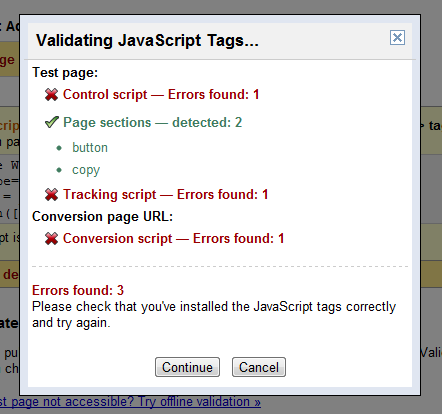 Validating JavaScript Tags...
Test page:
Control script — Errors found: 1
Page sections — detected: 2
button
copy
Tracking script — Errors found: 1
Conversion page URL:
Conversion script — Errors found: 1
Errors found: 3
Please check that you've installed the JavaScript tags correctly
and try again.
Continue Cancel
page not accessible? Try offline validation »